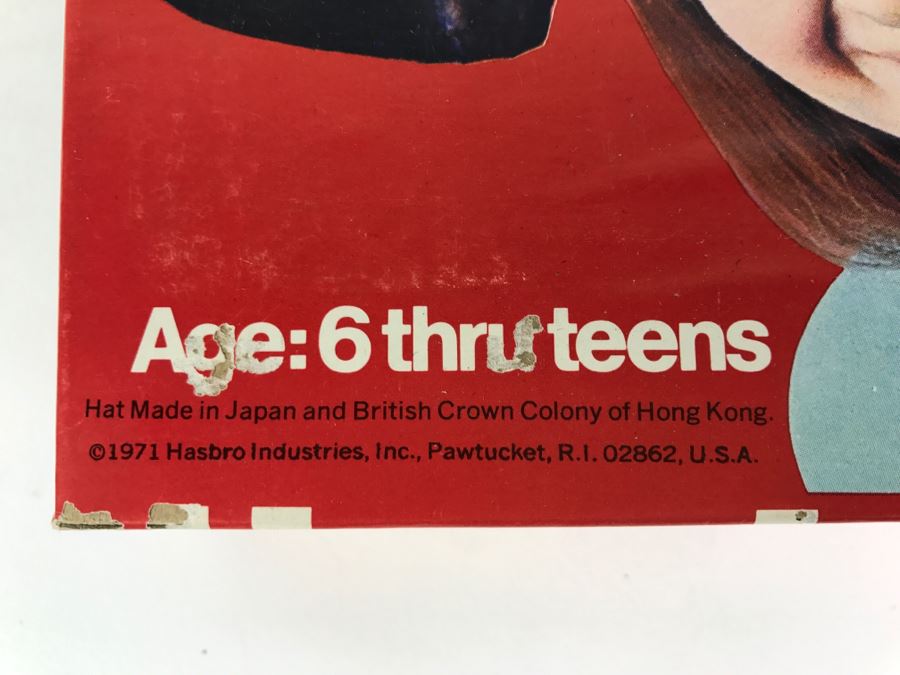 Age: 6 thru teens
Hat Made in Japan and British Crown Colony of Hong Kong.
©1971 Hasbro Industries, Inc., Pawtucket, R.I. 02862, U.S.A.